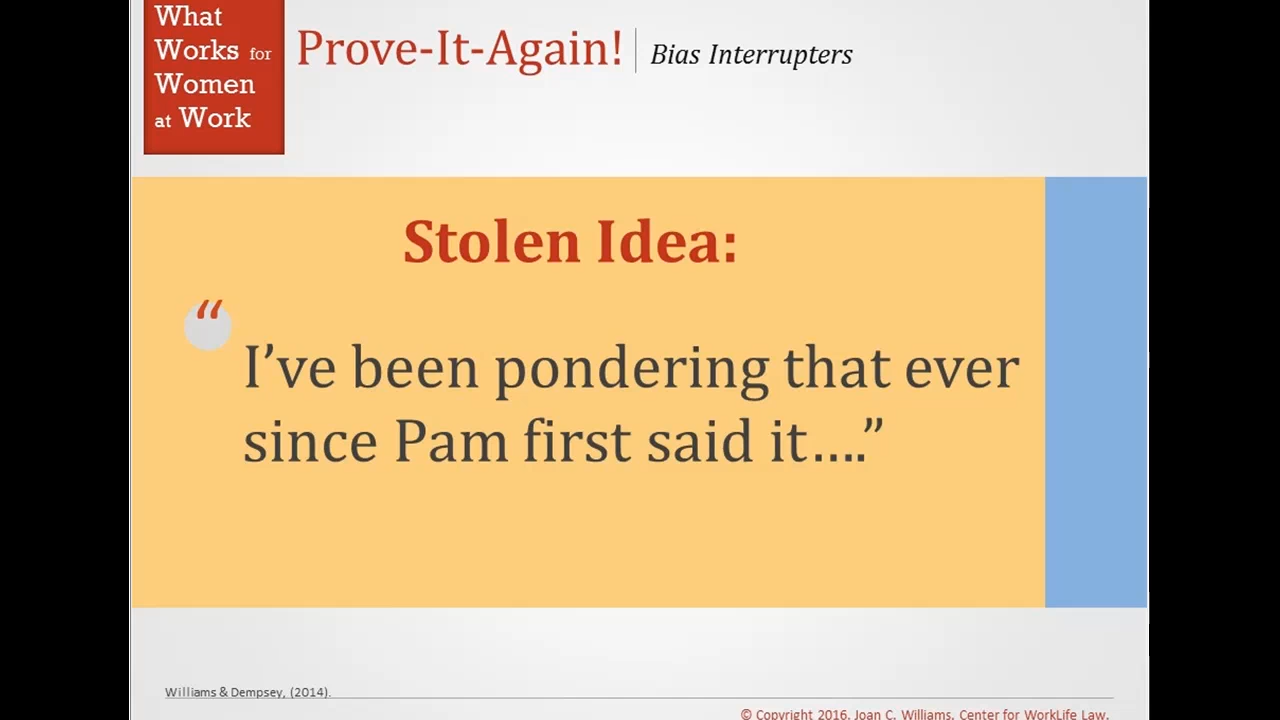 What
Works for
Women
at Work
Prove-It-Again!
Bias Interrupters
Stolen Idea:
“
I’ve been pondering that ever
since Pam first said it….”
Williams & Dempsey, (2014).
© Copyright 2016. Joan C. Williams. Center for WorkLife Law.